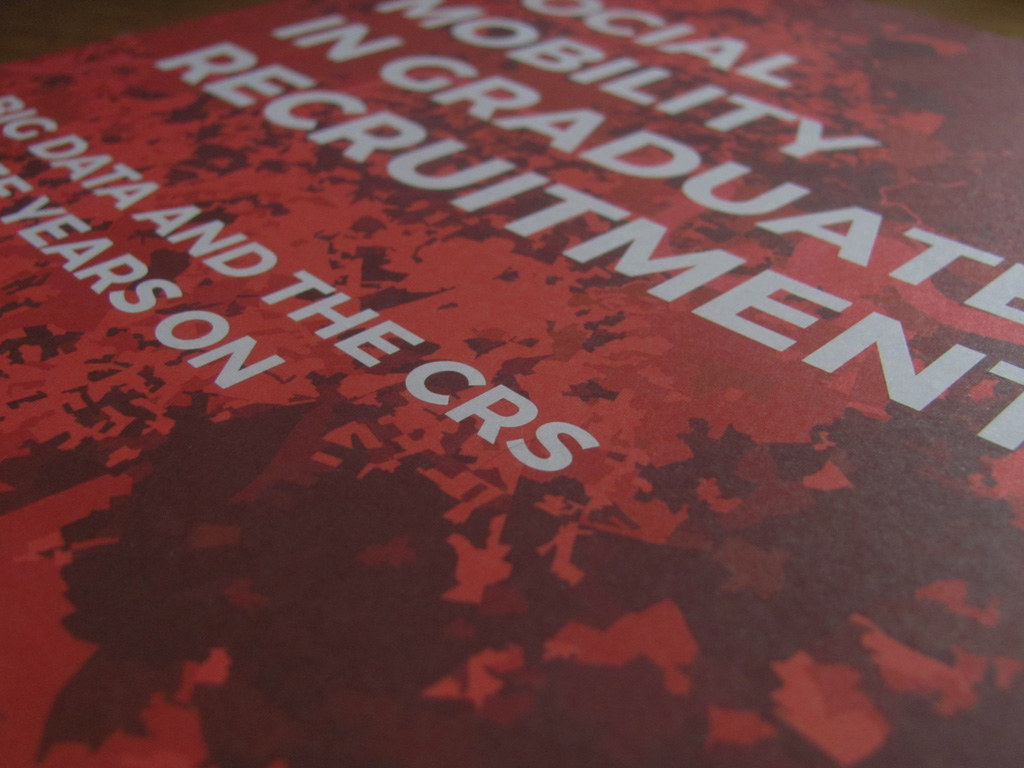 SOCIAL
MOBILITY
IN GRADUATE
RECRUITMENT
BIG DATA AND THE CRS
YEARS ON